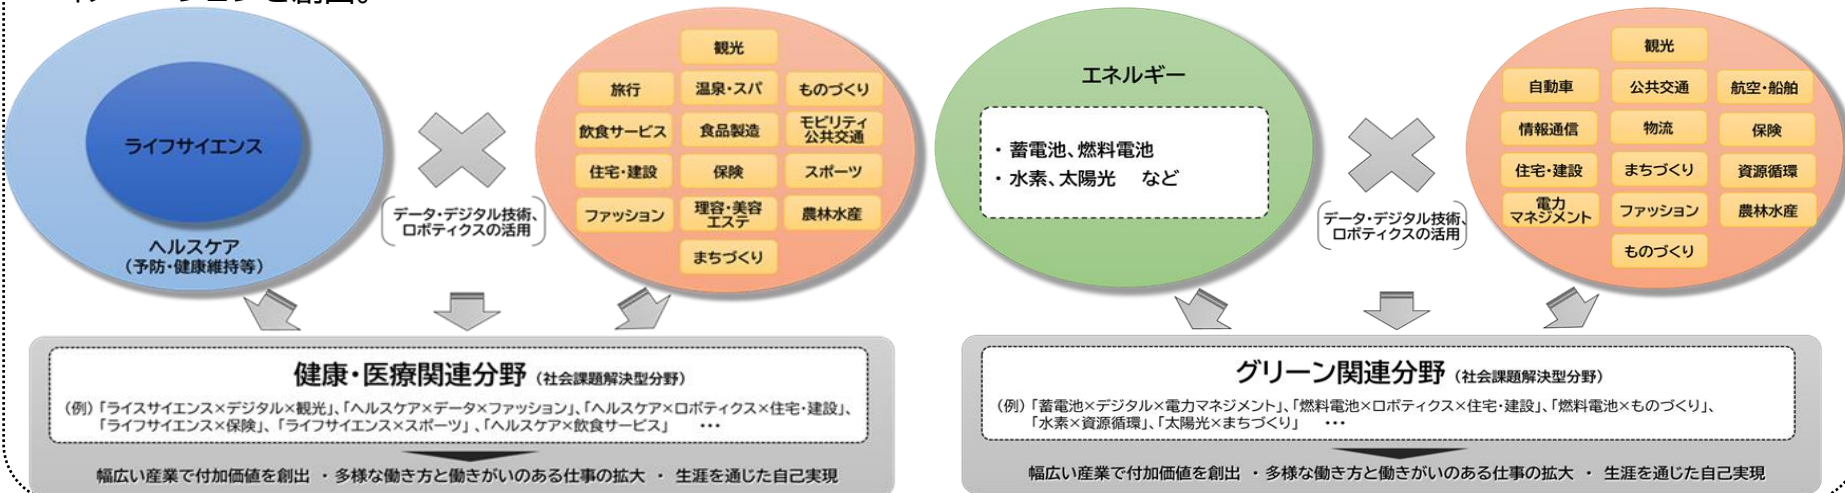 イノベーションを創出。
ライフサイエンス
ヘルスケア
(予防・健康維持等)
データ・デジタル技術、
ロボティクスの活用
観光
旅行
温泉・スパ
ものづくり
飲食サービス
食品製造
モビリティ
公共交通
住宅・建設
保険
スポーツ
ファッション
理容・美容
エステ
農林水産
まちづくり
健康・医療関連分野(社会課題解決型分野)
(例)「ライスサイエンス×デジタル×観光」、「ヘルスケア×データ×ファッション」、「ヘルスケア×ロボティクス×住宅・建設」、
「ライフサイエンス×保険」、「ライフサイエンス×スポーツ」、「ヘルスケア×飲食サービス」 ・・・
幅広い産業で付加価値を創出 ・多様な働き方と働きがいのある仕事の拡大 ・ 生涯を通じた自己実現
エネルギー
・ 蓄電池、燃料電池
・ 水素、太陽光 など
データ・デジタル技術、
ロボティクスの活用
観光
自動車
公共交通
航空・船舶
情報通信
物流
保険
住宅・建設
まちづくり
資源循環
電力
マネジメント
ファッション
農林水産
ものづくり
グリーン関連分野(社会課題解決型分野)
(例)「蓄電池×デジタル×電力マネジメント」、「燃料電池×ロボティクス×住宅・建設」、「燃料電池×ものづくり」、
「水素×資源循環」、「太陽光×まちづくり」 ・・・
幅広い産業で付加価値を創出 ・多様な働き方と働きがいのある仕事の拡大 ・ 生涯を通じた自己実現